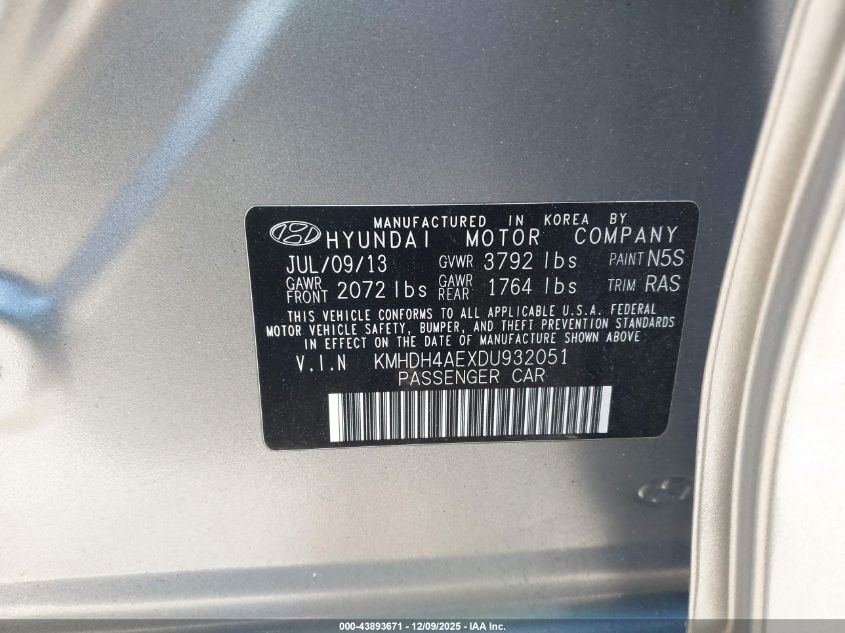 MANUFACTURED IN KOREA BY
HYUNDAI MOTOR COMPANY
JUL/09/13 GVWR 3792 lbs PAINT N5S
GAWR FRONT 2072 lbs GAWR REAR 1764 lbs TRIM RAS
THIS VEHICLE CONFORMS TO ALL APPLICABLE U.S.A. FEDERAL
MOTOR VEHICLE SAFETY, BUMPER, AND THEFT PREVENTION STANDARDS
IN EFFECT ON THE DATE OF MANUFACTURE SHOWN ABOVE
V.I.N KMHDH4AEXDU932051
PASSENGER CAR
000-43893671 - 12/09/2025 - IAA Inc.